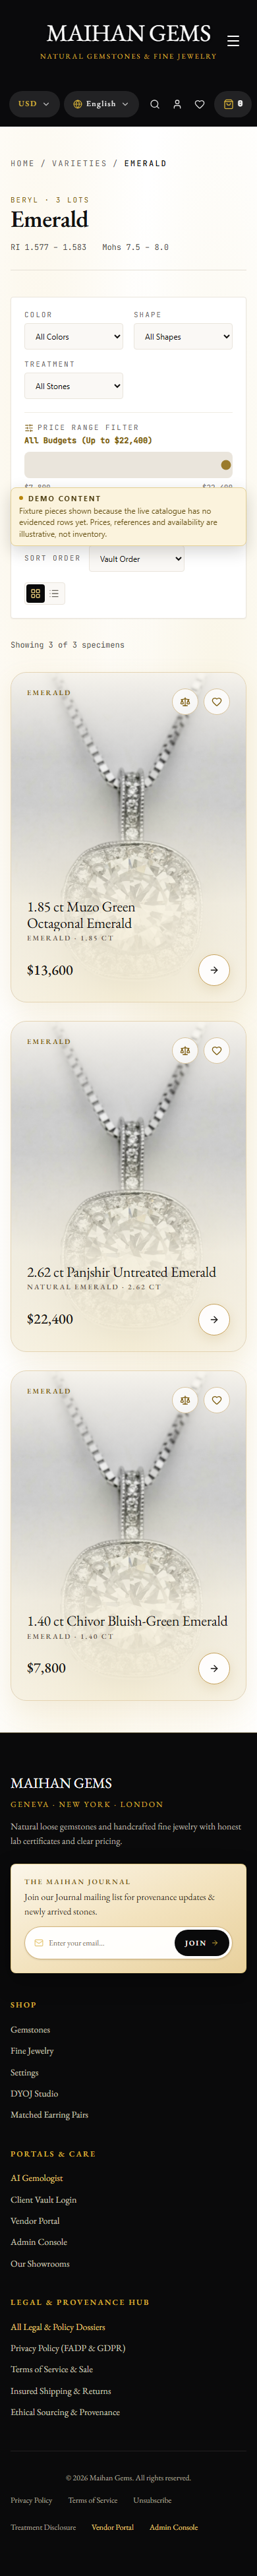 MAIHAN GEMS
NATURAL GEMSTONES & FINE JEWELRY
USD
English
0
HOME / VARIETIES / EMERALD
BERYL · 3 LOTS
Emerald
RI 1.577 – 1.583 Mohs 7.5 – 8.0
COLOR
SHAPE
All Colors
All Shapes
TREATMENT
All Stones
PRICE RANGE FILTER
All Budgets (Up to $22,400)
DEMO CONTENT
Fixture pieces shown because the live catalogue has no
evidenced rows yet. Prices, references and availability are
illustrative, not inventory.
SORT ORDER
Vault Order
Showing 3 of 3 specimens
EMERALD
1.85 ct Muzo Green
Octagonal Emerald
EMERALD · 1.85 CT
$13,600
EMERALD
2.62 ct Panjshir Untreated Emerald
NATURAL EMERALD · 2.62 CT
$22,400
EMERALD
1.40 ct Chivor Bluish-Green Emerald
EMERALD · 1.40 CT
$7,800
MAIHAN GEMS
GENEVA · NEW YORK · LONDON
Natural loose gemstones and handcrafted fine jewelry with honest
lab certificates and clear pricing.
THE MAIHAN JOURNAL
Join our Journal mailing list for provenance updates &
newly arrived stones.
Enter your email...
JOIN
SHOP
Gemstones
Fine Jewelry
Settings
DYOJ Studio
Matched Earring Pairs
PORTALS & CARE
AI Gemologist
Client Vault Login
Vendor Portal
Admin Console
Our Showrooms
LEGAL & PROVENANCE HUB
All Legal & Policy Dossiers
Privacy Policy (FADP & GDPR)
Terms of Service & Sale
Insured Shipping & Returns
Ethical Sourcing & Provenance
© 2026 Maihan Gems. All rights reserved.
Privacy Policy Terms of Service Unsubscribe
Treatment Disclosure Vendor Portal Admin Console